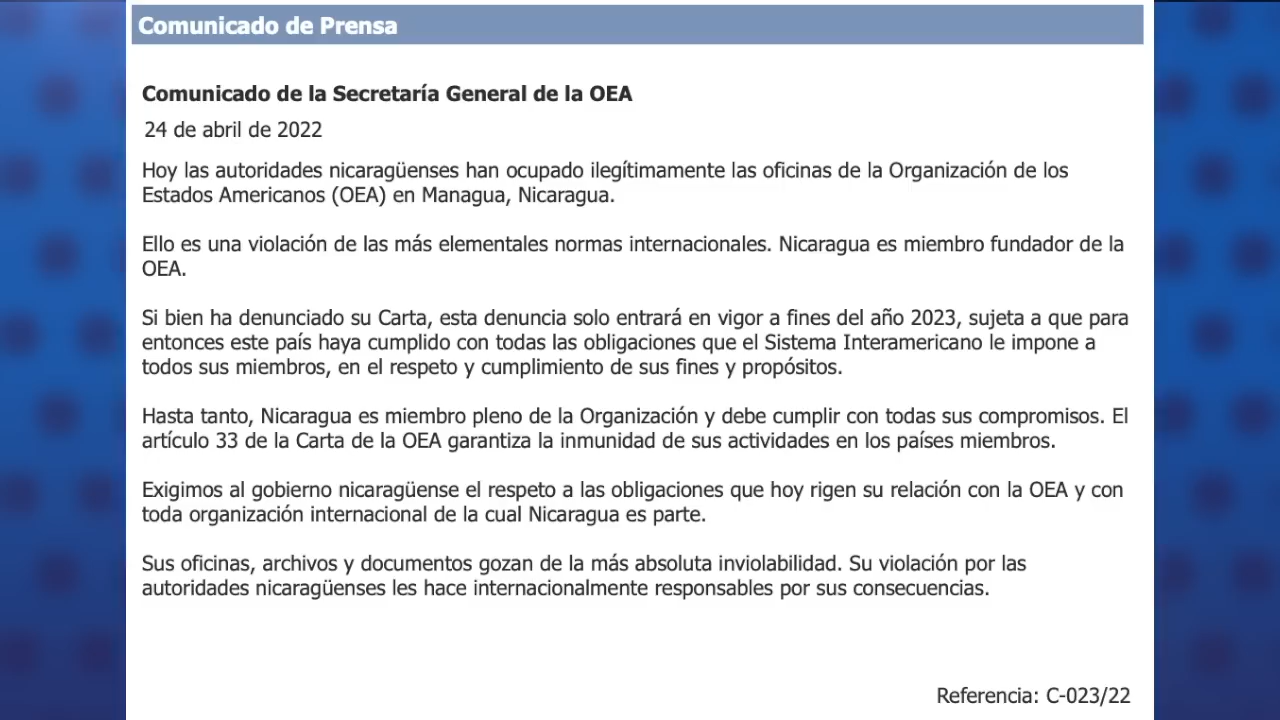 Comunicado de Prensa
Comunicado de la Secretaría General de la OEA
24 de abril de 2022
Hoy las autoridades nicaragüenses han ocupado ilegítimamente las oficinas de la Organización de los
Estados Americanos (OEA) en Managua, Nicaragua.
Ello es una violación de las más elementales normas internacionales. Nicaragua es miembro fundador de la
OEA.
Si bien ha denunciado su Carta, esta denuncia solo entrará en vigor a fines del año 2023, sujeta a que para
entonces este país haya cumplido con todas las obligaciones que el Sistema Interamericano le impone a
todos sus miembros, en el respeto y cumplimiento de sus fines y propósitos.
Hasta tanto, Nicaragua es miembro pleno de la Organización y debe cumplir con todas sus compromisos. El
artículo 33 de la Carta de la OEA garantiza la inmunidad de sus actividades en los países miembros.
Exigimos al gobierno nicaragüense el respeto a las obligaciones que hoy rigen su relación con la OEA y con
toda organización internacional de la cual Nicaragua es parte.
Sus oficinas, archivos y documentos gozan de la más absoluta inviolabilidad. Su violación por las
autoridades nicaragüenses les hace internacionalmente responsables por sus consecuencias.
Referencia: C-023/22